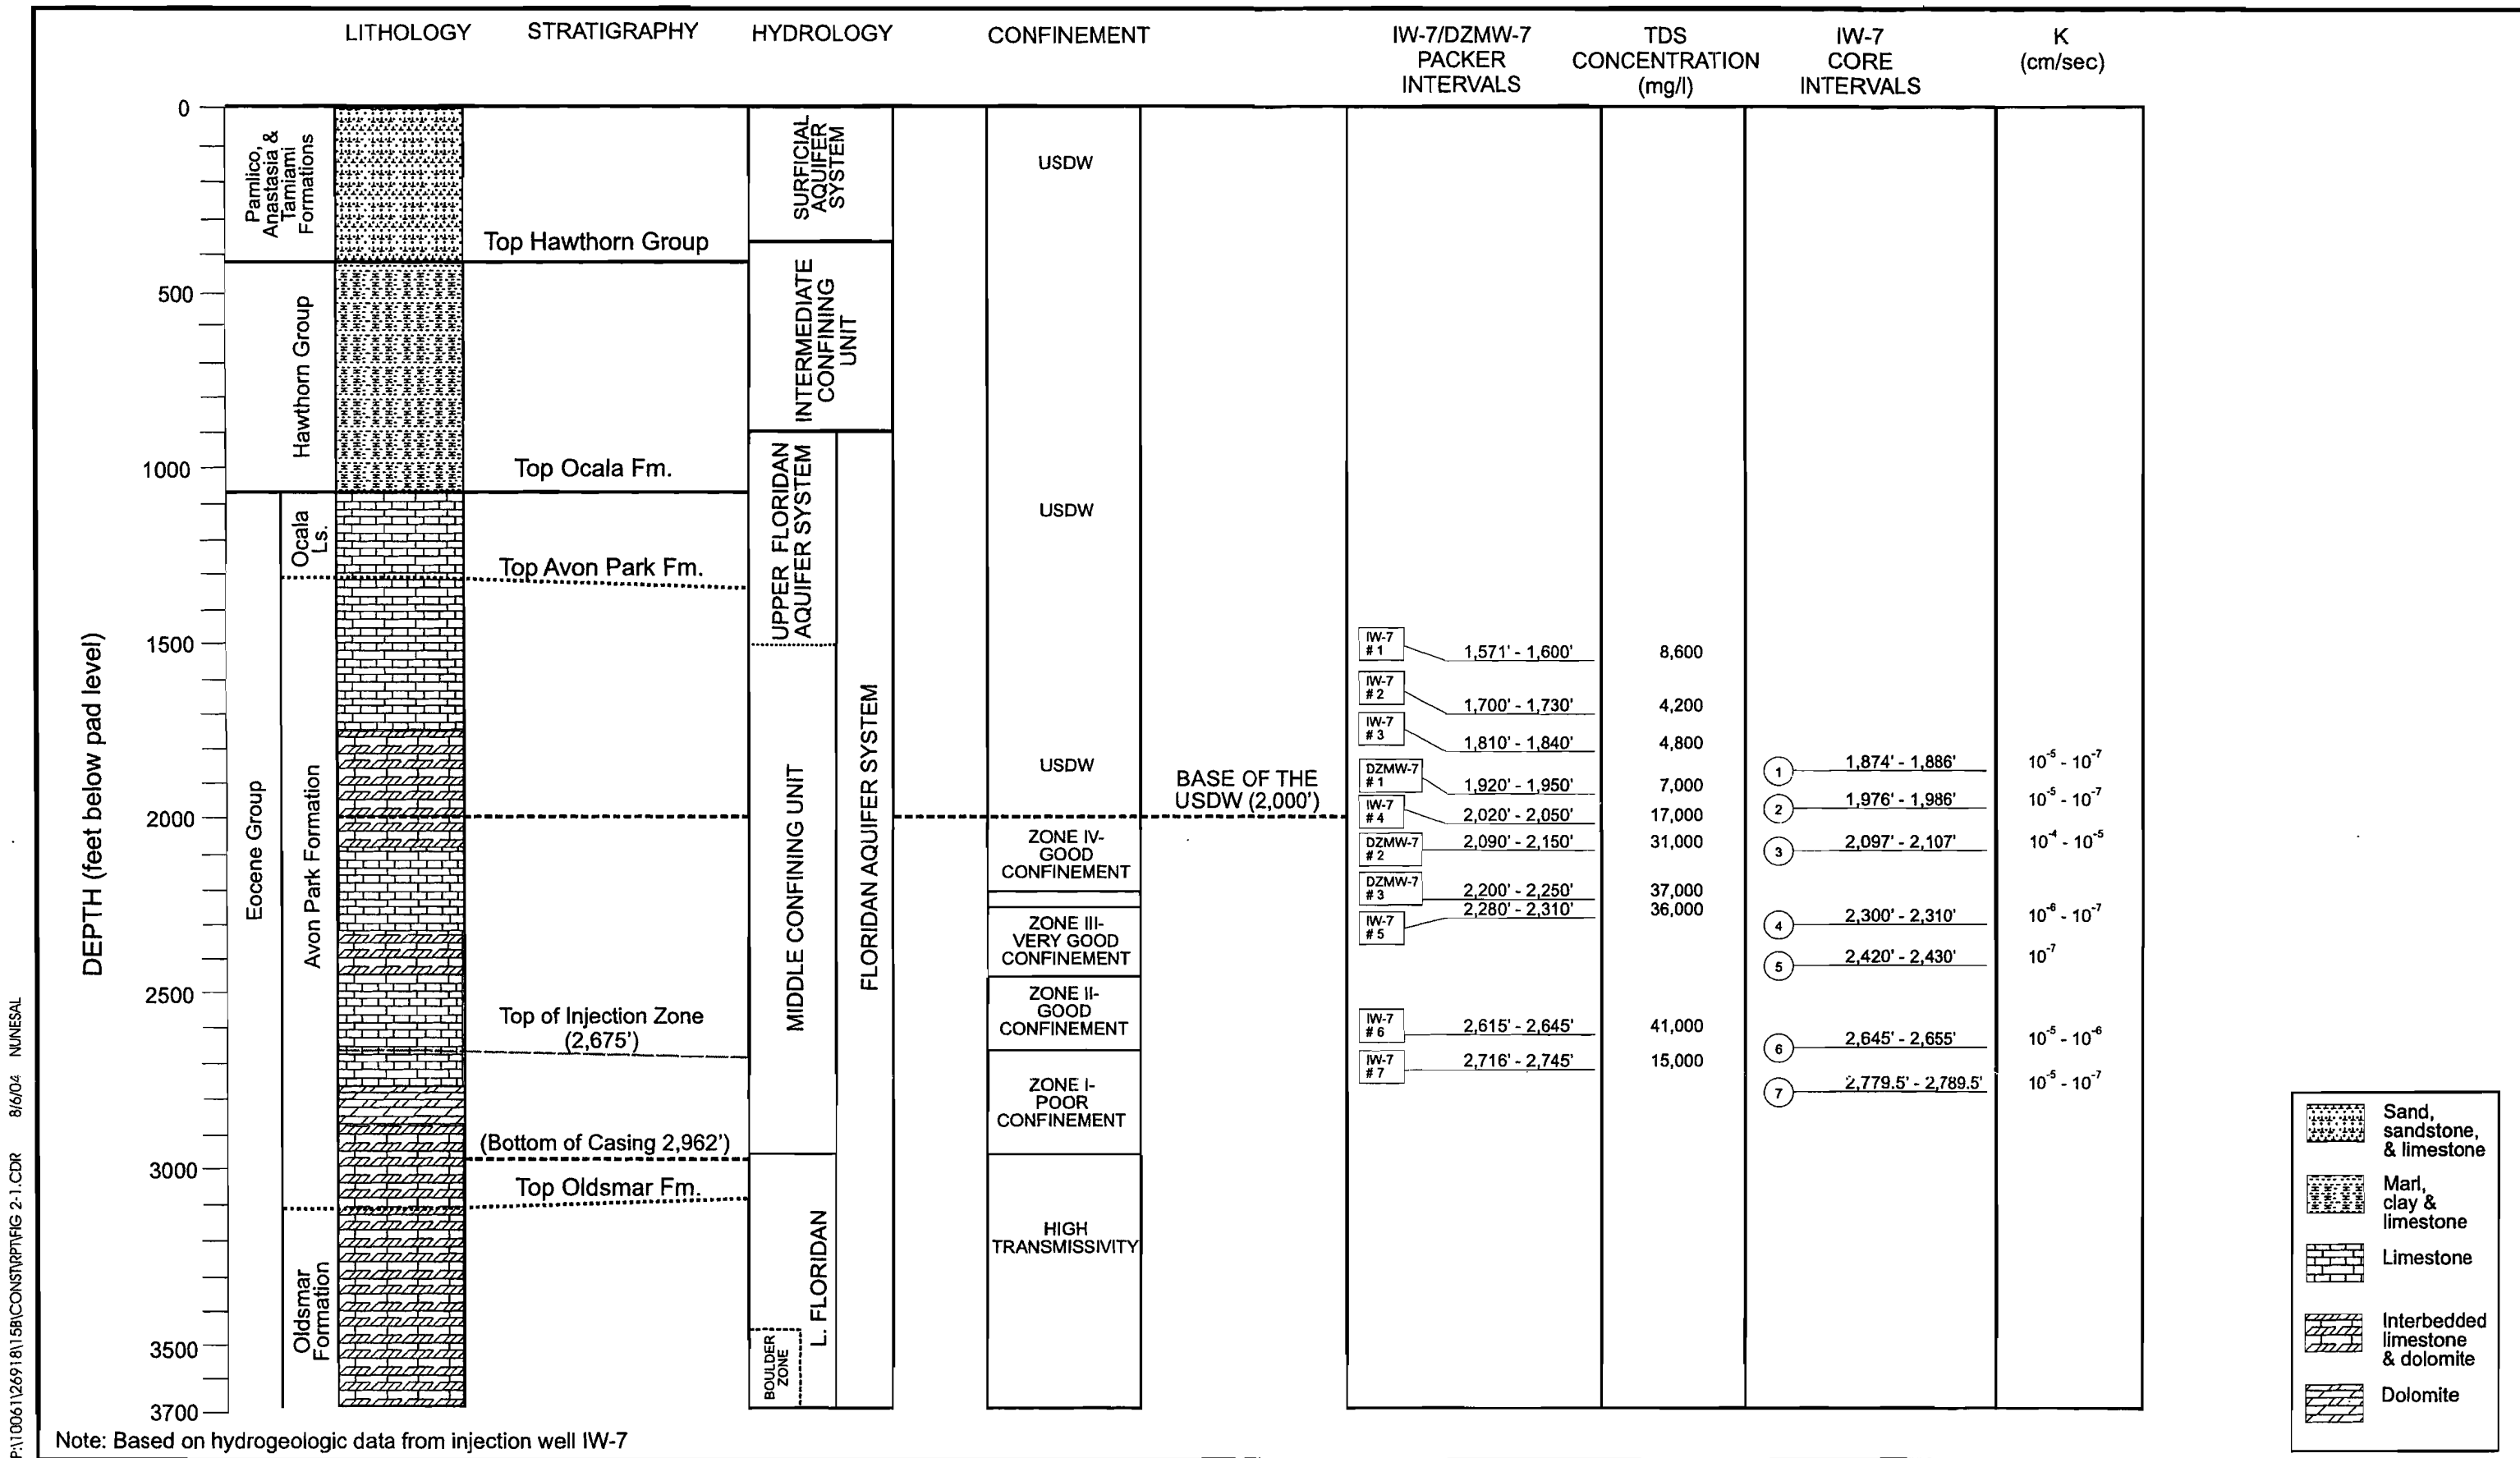 LITHOLOGY
STRATIGRAPHY
HYDROLOGY
CONFINEMENT
IW-7/DZMW-7
PACKER
INTERVALS
TDS
CONCENTRATION
(mg/l)
IW-7
CORE
INTERVALS
K
(cm/sec)
DEPTH (feet below pad level)
0
500
1000
1500
2000
2500
3000
3500
3700
Pamlico,
Anastasia &
Tamiami
Formations
Hawthorn Group
Eocene Group
Ocala
Ls.
Avon Park Formation
Oldsmar
Formation
Top Hawthorn Group
Top Ocala Fm.
Top Avon Park Fm.
Top of Injection Zone
(2,675')
(Bottom of Casing 2,962')
Top Oldsmar Fm.
SURFICIAL
AQUIFER
SYSTEM
INTERMEDIATE
CONFINING
UNIT
UPPER FLORIDAN
AQUIFER SYSTEM
MIDDLE CONFINING UNIT
FLORIDAN AQUIFER SYSTEM
L. FLORIDAN
BOULDER
ZONE
USDW
USDW
USDW
ZONE IV-
GOOD
CONFINEMENT
ZONE III-
VERY GOOD
CONFINEMENT
ZONE II-
GOOD
CONFINEMENT
ZONE I-
POOR
CONFINEMENT
HIGH
TRANSMISSIVITY
BASE OF THE
USDW (2,000')
IW-7
# 1
1,571' - 1,600'
8,600
IW-7
# 2
1,700' - 1,730'
4,200
IW-7
# 3
1,810' - 1,840'
4,800
DZMW-7
# 1
1,920' - 1,950'
7,000
IW-7
# 4
2,020' - 2,050'
17,000
DZMW-7
# 2
2,090' - 2,150'
31,000
DZMW-7
# 3
2,200' - 2,250'
37,000
IW-7
# 5
2,280' - 2,310'
36,000
IW-7
# 6
2,615' - 2,645'
41,000
IW-7
# 7
2,716' - 2,745'
15,000
1 1,874' - 1,886' 10⁻⁵ - 10⁻⁷
2 1,976' - 1,986' 10⁻⁵ - 10⁻⁷
3 2,097' - 2,107' 10⁻⁴ - 10⁻⁵
4 2,300' - 2,310' 10⁻⁶ - 10⁻⁷
5 2,420' - 2,430' 10⁻⁷
6 2,645' - 2,655' 10⁻⁵ - 10⁻⁶
7 2,779.5' - 2,789.5' 10⁻⁵ - 10⁻⁷
Sand,
sandstone,
& limestone
Marl,
clay &
limestone
Limestone
Interbedded
limestone
& dolomite
Dolomite
Note: Based on hydrogeologic data from injection well IW-7
P:\10061\26918\15B\CONST\RPT\FIG 2-1.CDR 8/6/04 NUNESAL